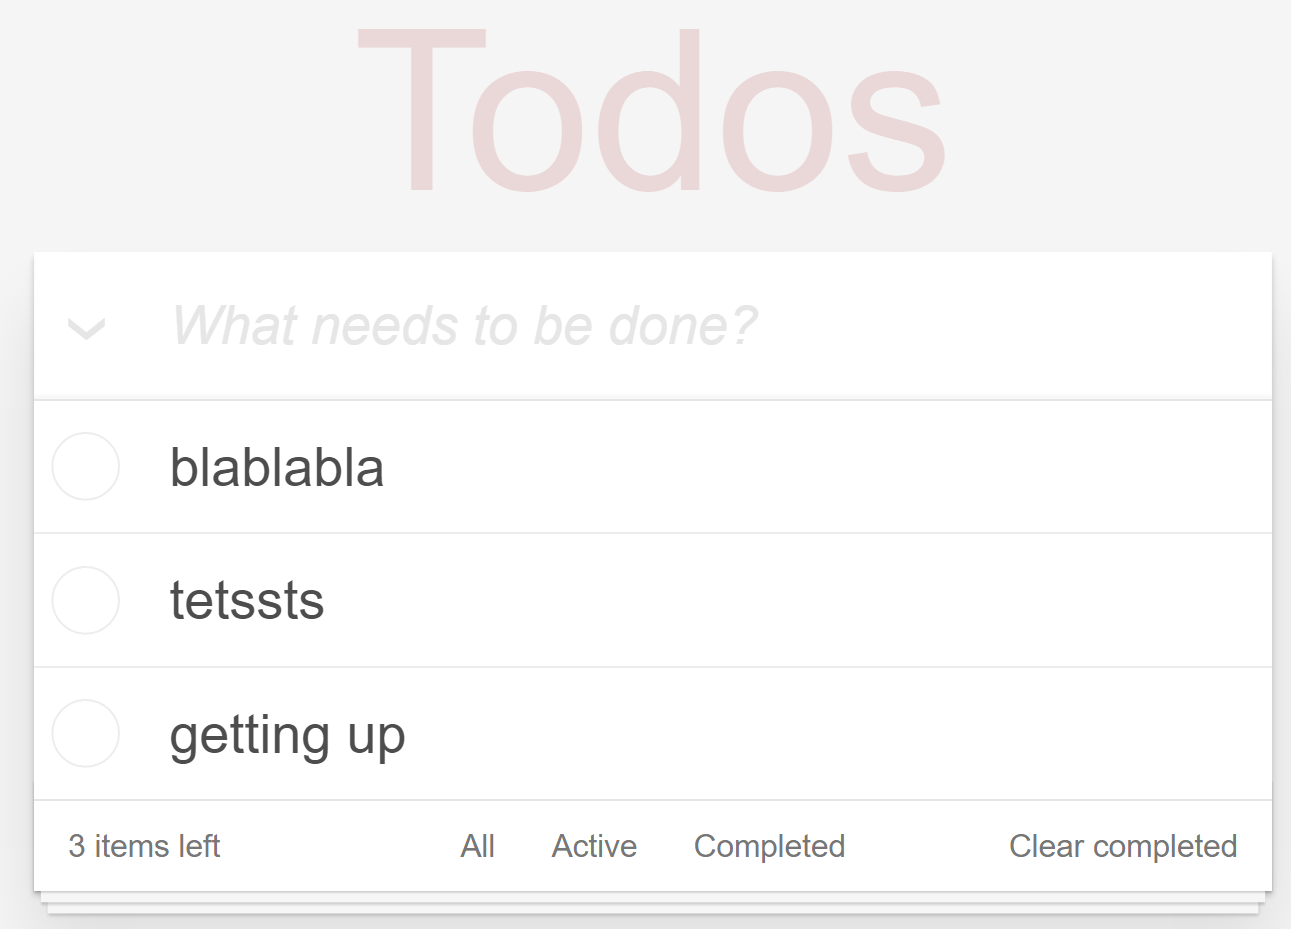 Todos
What needs to be done?
blablabla
tetssts
getting up
3 items left All Active Completed Clear completed